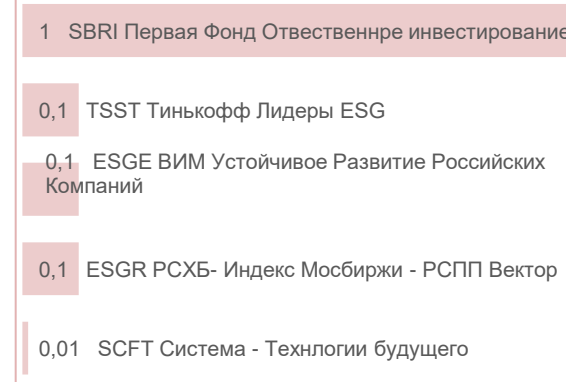 1 SBRI Первая Фонд Отвественнре инвестирование
0,1 TSST Тинькофф Лидеры ESG
0,1 ESGE ВИМ Устойчивое Развитие Российских
Компаний
0,1 ESGR РСХБ- Индекс Мосбиржи - РСПП Вектор
0,01 SCFT Система - Технлогии будущего